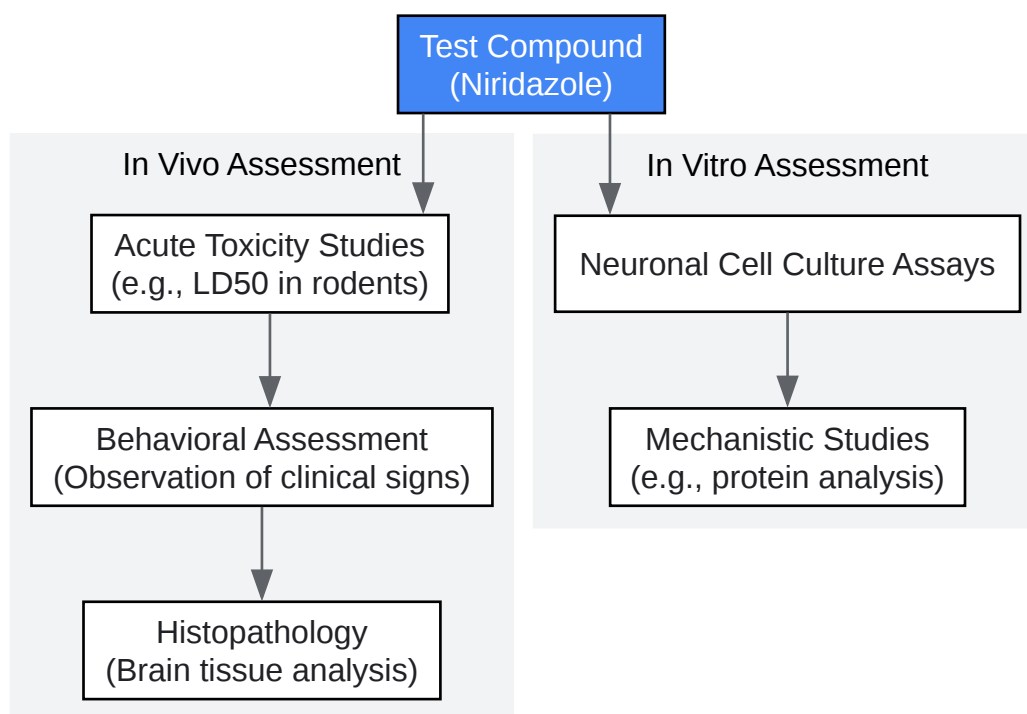 Test Compound
(Niridazole)
In Vivo Assessment
Acute Toxicity Studies
(e.g., LD50 in rodents)
Behavioral Assessment
(Observation of clinical signs)
Histopathology
(Brain tissue analysis)
In Vitro Assessment
Neuronal Cell Culture Assays
Mechanistic Studies
(e.g., protein analysis)